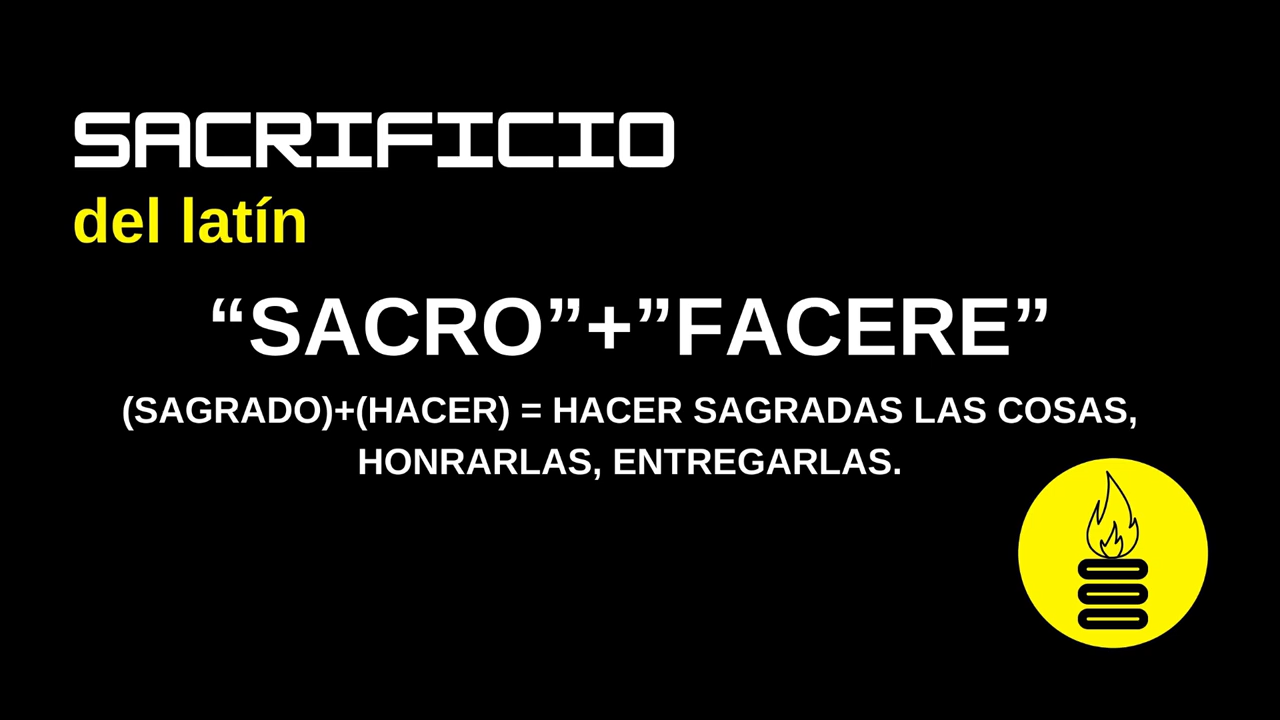 SACRIFICIO
del latín
“SACRO”+”FACERE”
(SAGRADO)+(HACER) = HACER SAGRADAS LAS COSAS,
HONRARLAS, ENTREGARLAS.